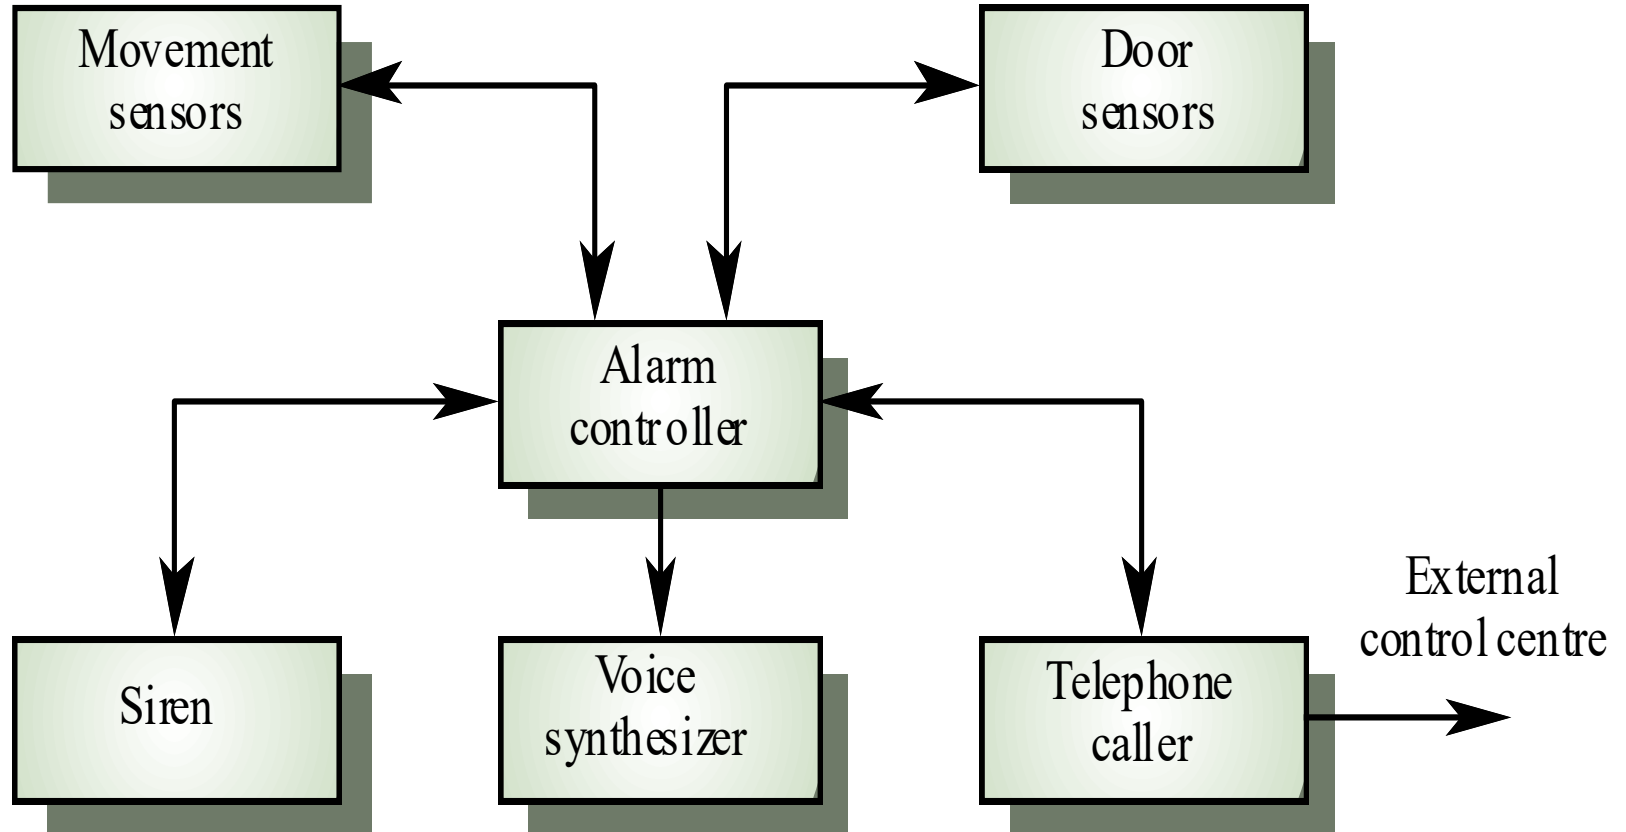 Movement
sensors
Door
sensors
Alarm
controller
Siren
Voice
synthesizer
Telephone
caller
External
control centre